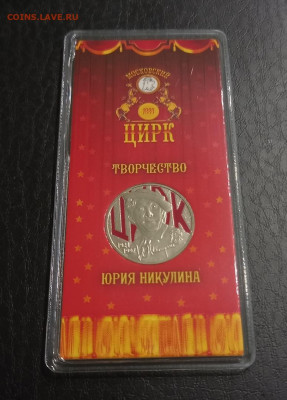 COINS.LAVE.RU
МОСКОВСКИЙ
ЦИРК
ТВОРЧЕСТВО
ЦИРК
ЮРИЯ НИКУЛИНА